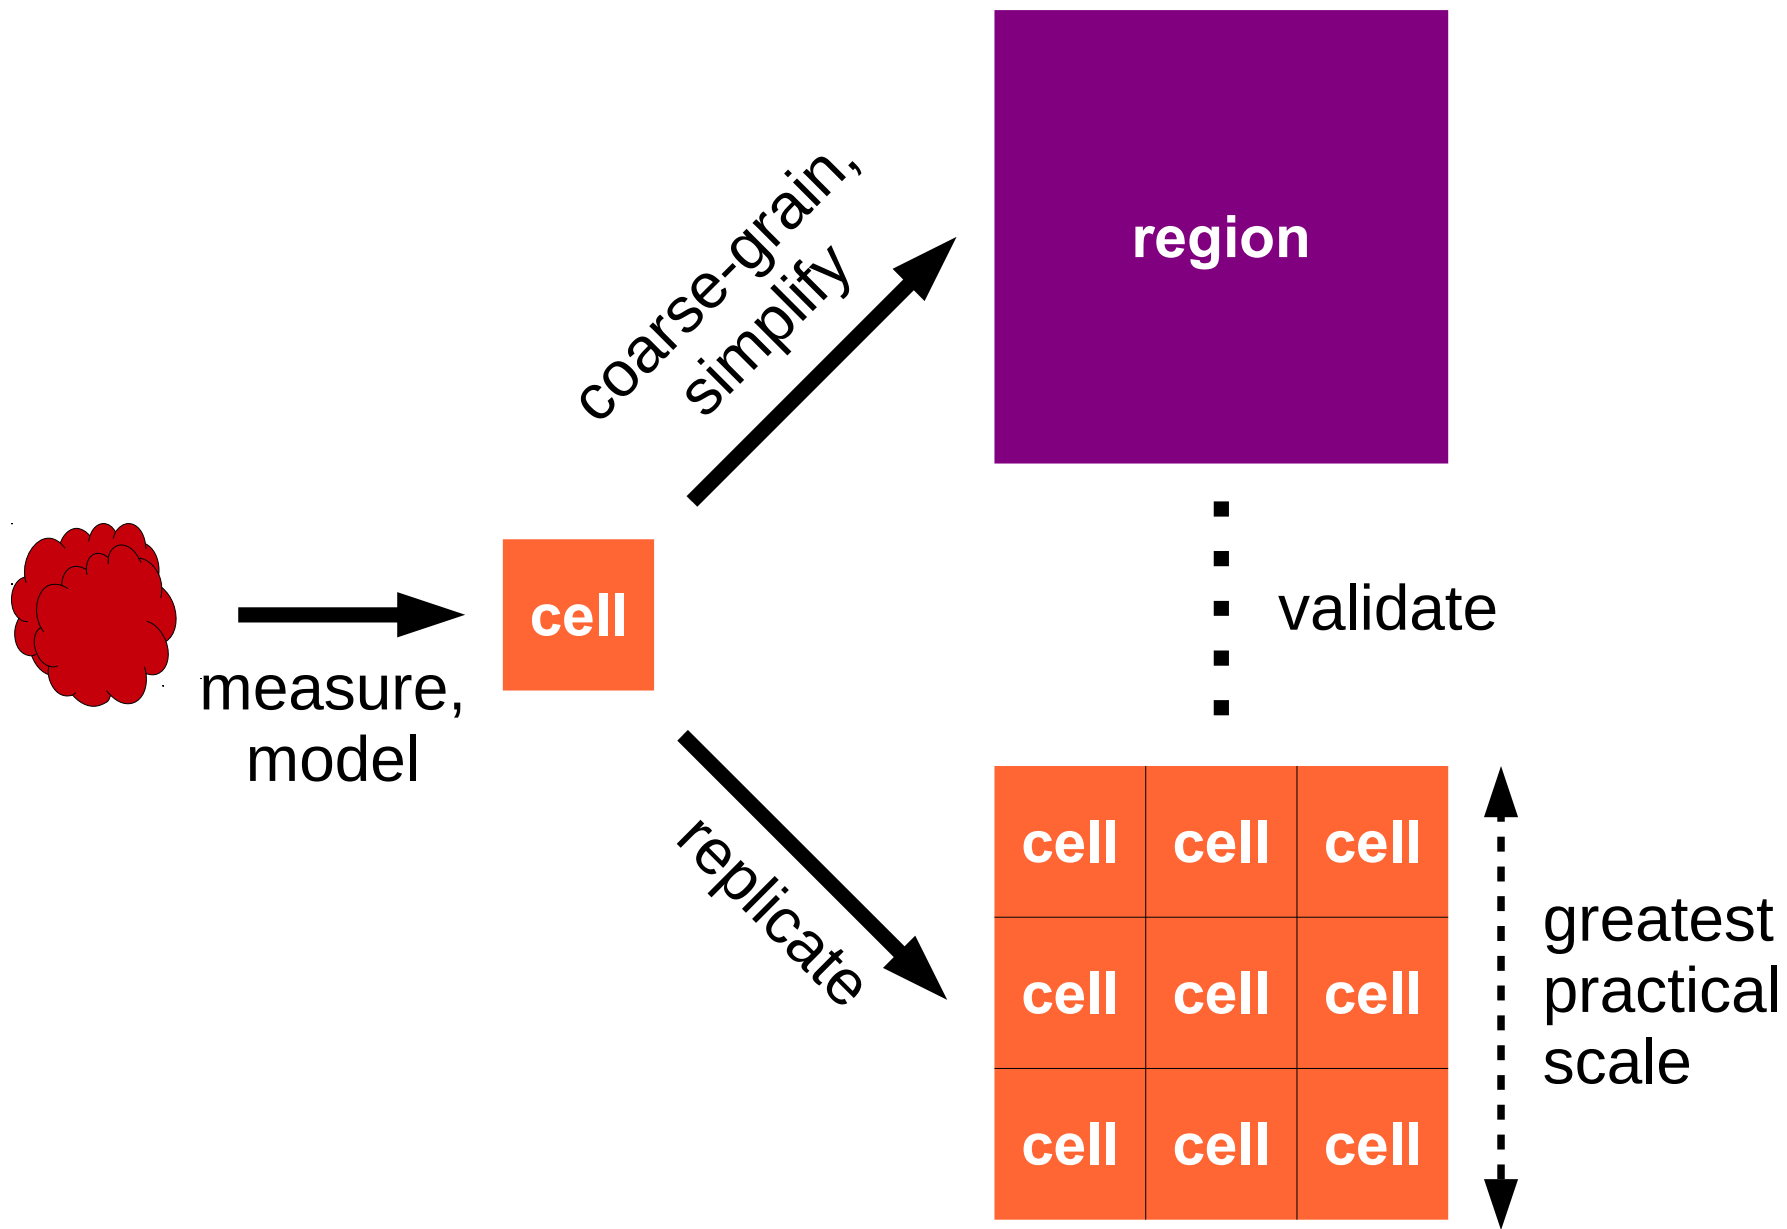 coarse-grain,
simplify
region
measure,
model
cell
validate
replicate
cell cell cell
cell cell cell
cell cell cell
greatest
practical
scale